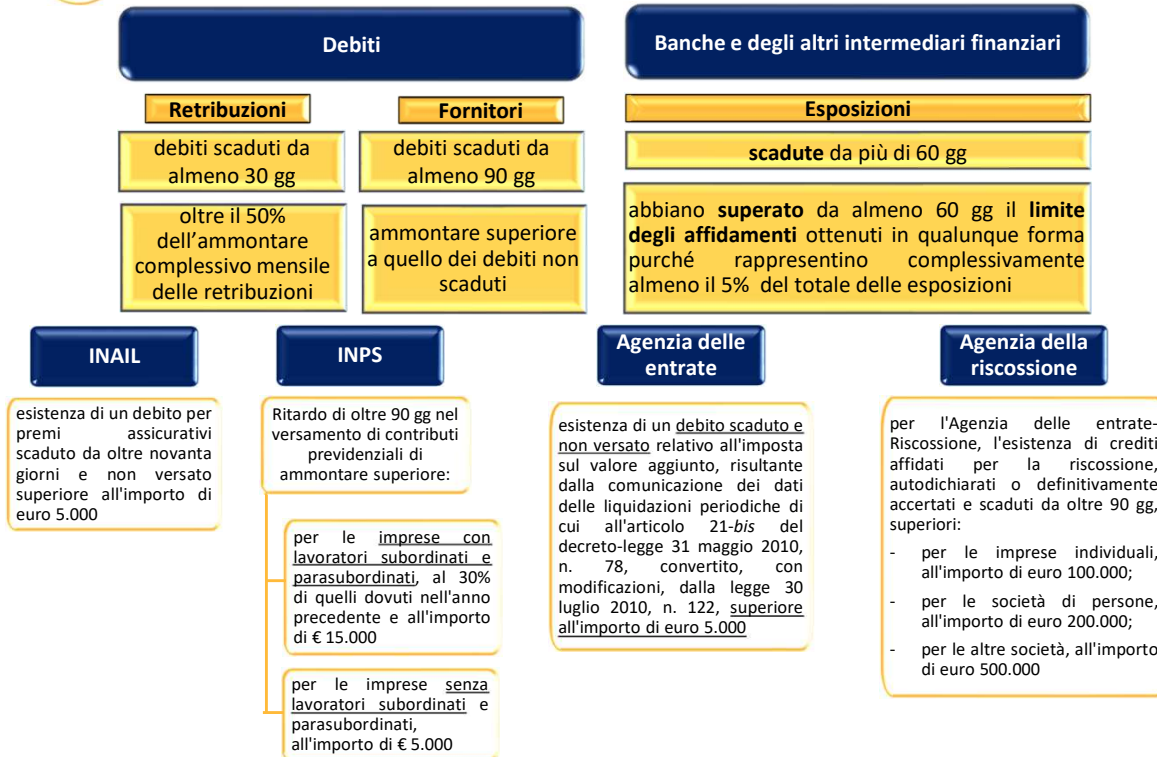 Debiti
Banche e degli altri intermediari finanziari
Retribuzioni
Fornitori
Esposizioni
debiti scaduti da
almeno 30 gg
debiti scaduti da
almeno 90 gg
scadute da più di 60 gg
oltre il 50%
dell'ammontare
complessivo mensile
delle retribuzioni
ammontare superiore
a quello dei debiti non
scaduti
abbiano superato da almeno 60 gg il limite
degli affidamenti ottenuti in qualunque forma
purché rappresentino complessivamente
almeno il 5% del totale delle esposizioni
INAIL
esistenza di un debito per
premi assicurativi
scaduto da oltre novanta
giorni e non versato
superiore all'importo di
euro 5.000
INPS
Ritardo di oltre 90 gg nel
versamento di contributi
previdenziali di
ammontare superiore:
per le imprese con
lavoratori subordinati e
parasubordinati, al 30%
di quelli dovuti nell'anno
precedente e all'importo
di € 15.000
per le imprese senza
lavoratori subordinati e
parasubordinati,
all'importo di € 5.000
Agenzia delle
entrate
esistenza di un debito scaduto e
non versato relativo all'imposta
sul valore aggiunto, risultante
dalla comunicazione dei dati
delle liquidazioni periodiche di
cui all'articolo 21-bis del
decreto-legge 31 maggio 2010,
n. 78, convertito, con
modificazioni, dalla legge 30
luglio 2010, n. 122, superiore
all'importo di euro 5.000
Agenzia della
riscossione
per l'Agenzia delle entrate-
Riscossione, l'esistenza di crediti
affidati per la riscossione,
autodichiarati o definitivamente
accertati e scaduti da oltre 90 gg,
superiori:
- per le imprese individuali,
all'importo di euro 100.000;
- per le società di persone,
all'importo di euro 200.000;
- per le altre società, all'importo
di euro 500.000